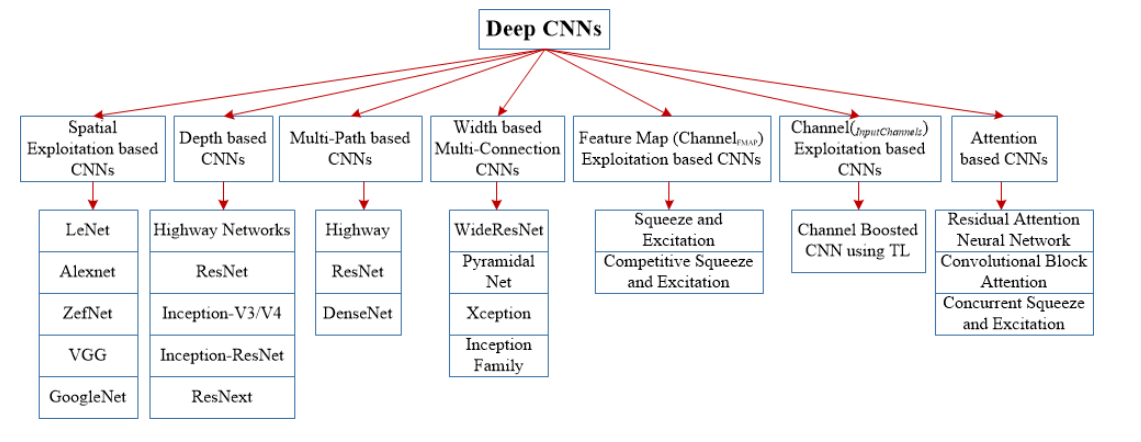 Deep CNNs
Spatial
Exploitation based
CNNs
Depth based
CNNs
Multi-Path based
CNNs
Width based
Multi-Connection
CNNs
Feature Map (ChannelFMAP)
Exploitation based CNNs
Channel(InputChannels)
Exploitation based
CNNs
Attention
based CNNs
LeNet
Alexnet
ZefNet
VGG
GoogleNet
Highway Networks
ResNet
Inception-V3/V4
Inception-ResNet
ResNext
Highway
ResNet
DenseNet
WideResNet
Pyramidal
Net
Xception
Inception
Family
Squeeze and
Excitation
Competitive Squeeze
and Excitation
Channel Boosted
CNN using TL
Residual Attention
Neural Network
Convolutional Block
Attention
Concurrent Squeeze
and Excitation